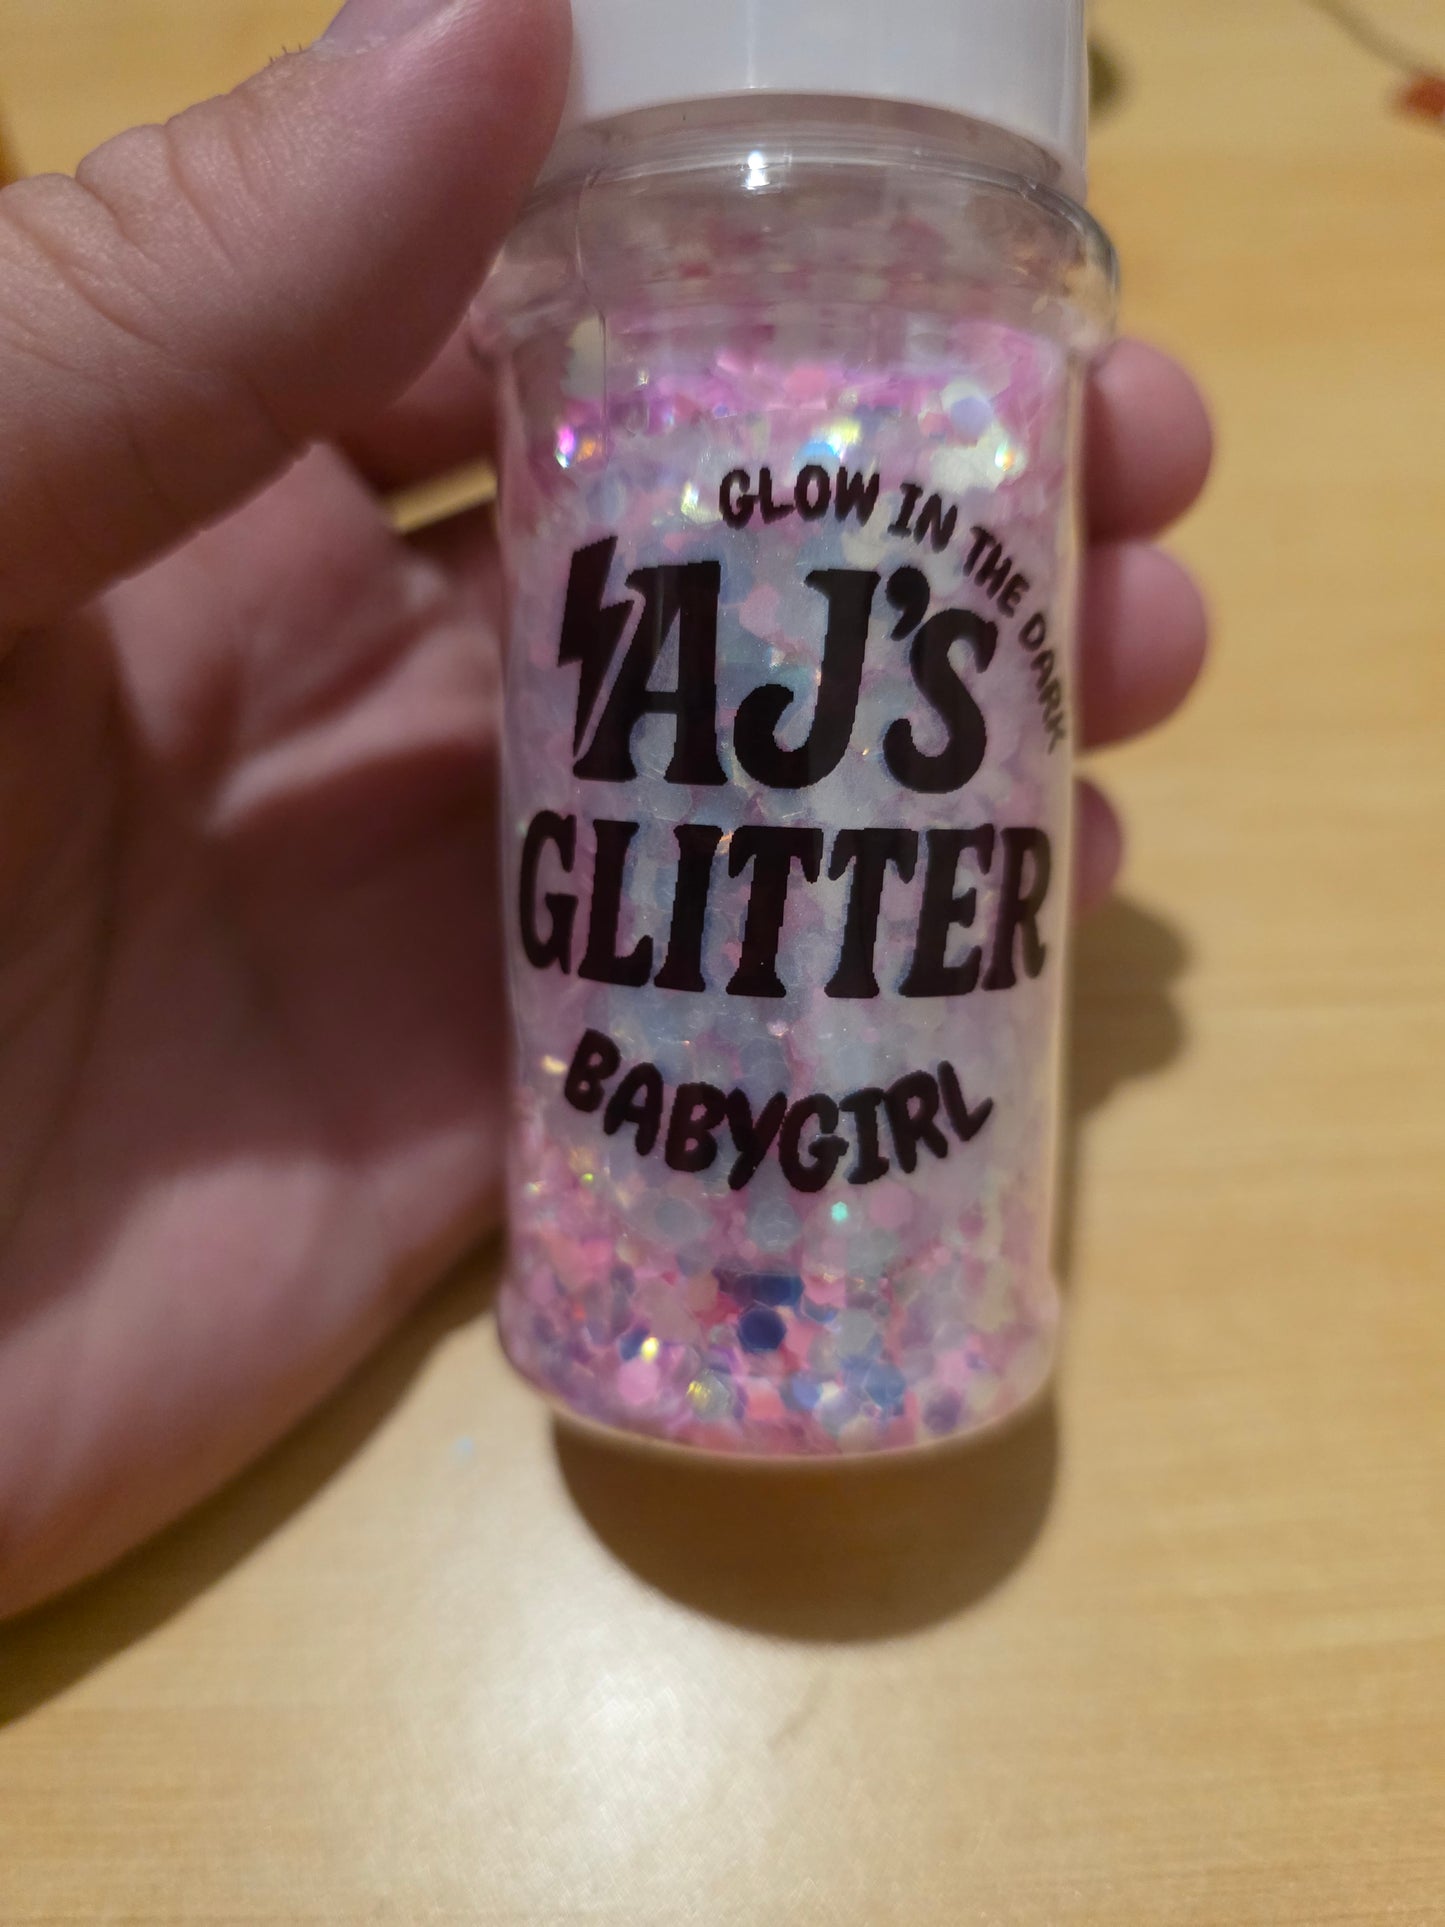 GLOW IN THE DARK
AJ'S
GLITTER
BABYGIRL